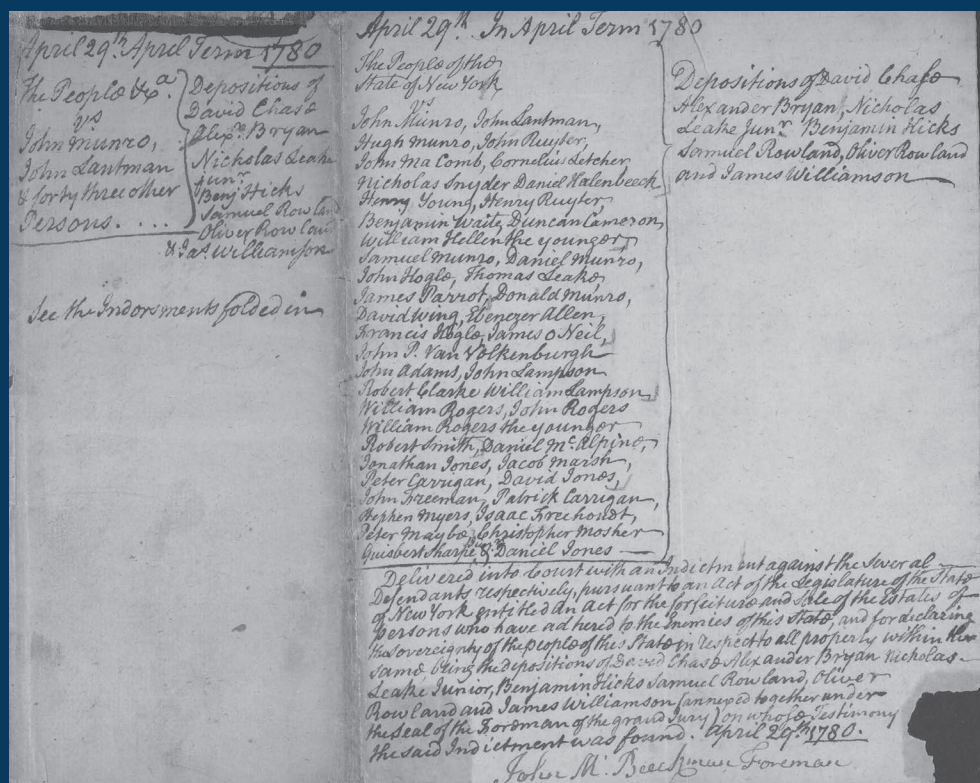 April 29th. April Term 1780
The People &ca.
vs
John Munro,
John Lantman
& forty three other
Persons. ....
Depositions of
David Chase
Alexr. Bryan
Nicholas Leake
Junr.
Benj Hicks
Samuel Rowland
Oliver Rowland
& Jas. Williamson
See the Indorsments folded in
April 29th. In April Term 1780
The People of the
State of New York
vs
John Munro, John Lantman,
Hugh Munro, John Ruyter,
John Ma Comb, Cornelius Letcher
Nicholas Snyder Daniel Halenbeeck
Henry Young, Henry Ruyter
Benjamin Waite, Duncan Cameron
William Hellen the younger
Samuel Munro, Daniel Munro,
John Hogle, Thomas Leake,
James Parrot, Donald Munro,
David Wing, Ebenezer Allen,
Francis Hogle, James O Neil,
John P. Van Volkenburgh
John Adams, John Lampson
Robert Clarke William Lampson
William Rogers, John Rogers
William Rogers the younger
Robert Smith, Daniel Mc. Alpine,
Jonathan Jones, Jacob Marsh,
Peter Carrigan, David Jones,
John Freeman, Patrick Carrigan,
Stephen Myers, Isaac Frechoudt,
Peter Maybe, Christopher Mosher
Guisbert Sharpe & Daniel Jones
Depositions of David Chase
Alexander Bryan, Nicholas
Leake Junr. Benjamin Hicks
Samuel Rowland, Oliver Rowland
and James Williamson
Delivered into Court with an Indictment against the several
Defendants respectively, pursuant to an Act of the Legislature of the State
of New York entitled an Act for the forfeiture and Sale of the Estates of
persons who have adhered to the Enemies of this State, and for declaring
the sovereignty of the people of this State in respect to all property within the
same, being the depositions of David Chase Alexander Bryan Nicholas
Leake Junior, Benjamin Hicks Samuel Rowland, Oliver
Rowland and James Williamson (annexed together under
the seal of the Foreman of the grand Jury) on whose Testimony
the said Indictment was found. April 29th 1780.
John M. Beeckman Foreman